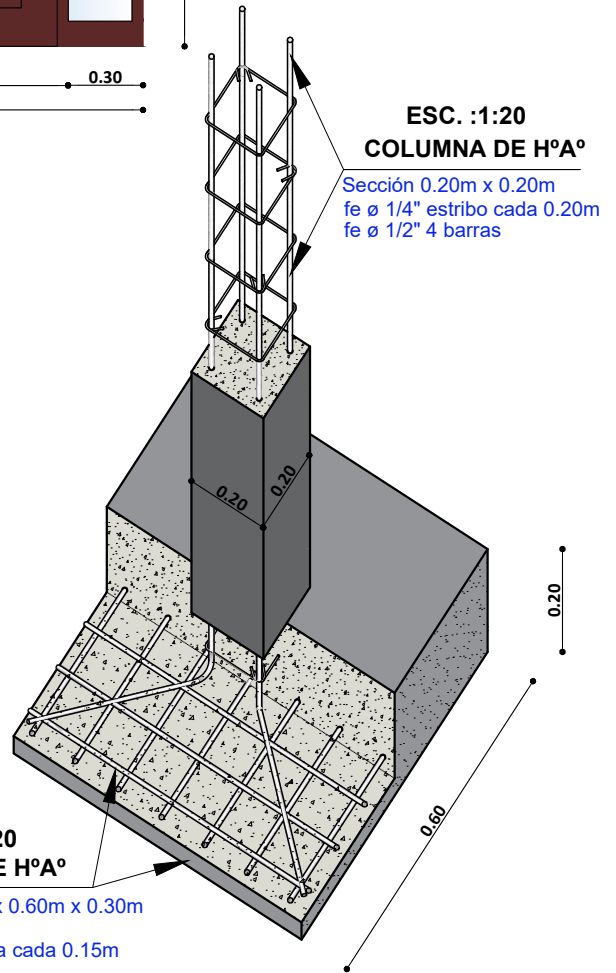 0.30
ESC. :1:20
COLUMNA DE HºAº
Sección 0.20m x 0.20m
fe ø 1/4" estribo cada 0.20m
fe ø 1/2" 4 barras
0.20
0.20
0.20
0.60
20
E HºAº
x 0.60m x 0.30m
a cada 0.15m